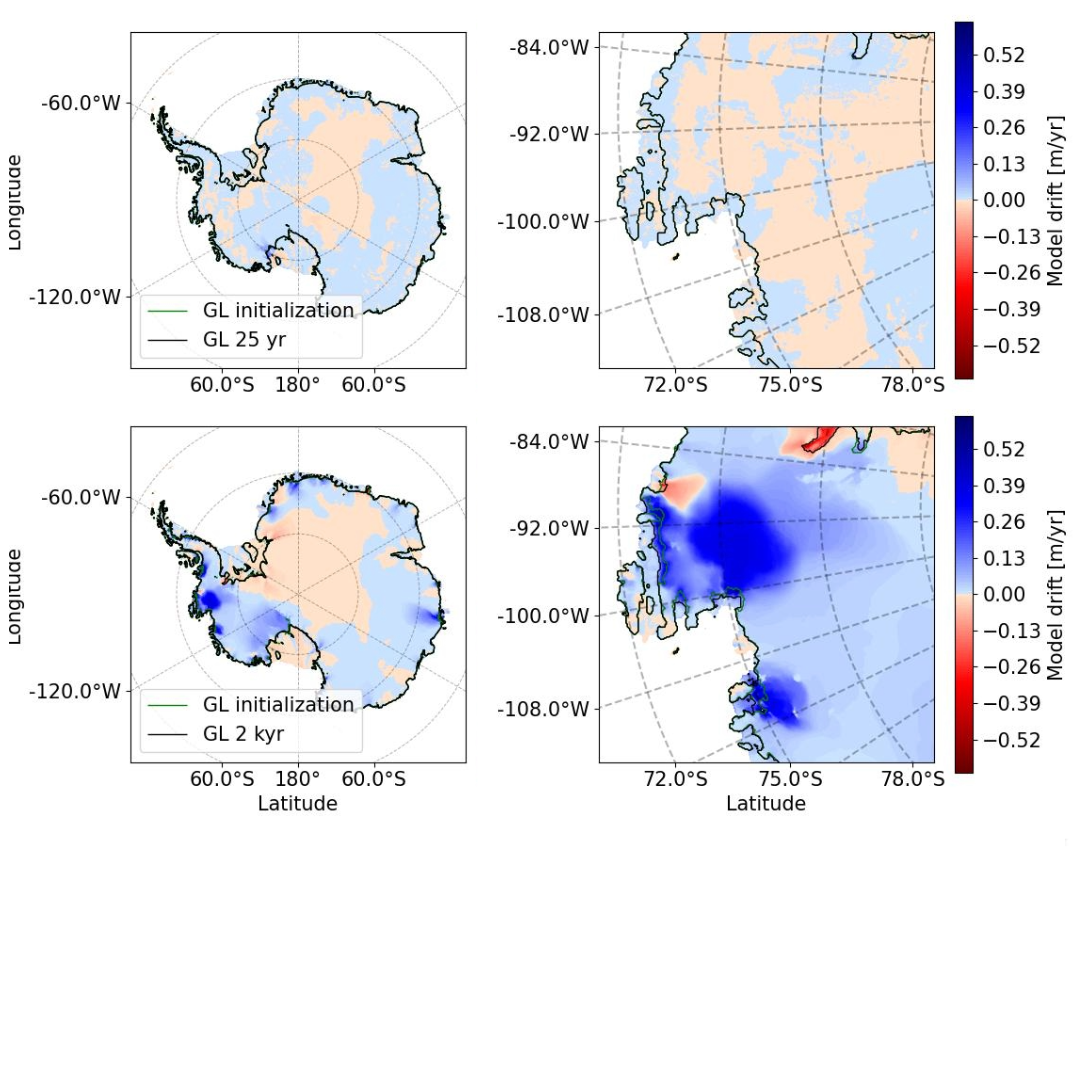 -60.0°W
-120.0°W
Longitude
GL initialization
GL 25 yr
60.0°S 180° 60.0°S
-84.0°W
-92.0°W
-100.0°W
-108.0°W
72.0°S 75.0°S 78.0°S
0.52
0.39
0.26
0.13
0.00
−0.13
−0.26
−0.39
−0.52
Model drift [m/yr]
-60.0°W
-120.0°W
Longitude
GL initialization
GL 2 kyr
60.0°S 180° 60.0°S
Latitude
-84.0°W
-92.0°W
-100.0°W
-108.0°W
72.0°S 75.0°S 78.0°S
Latitude
0.52
0.39
0.26
0.13
0.00
−0.13
−0.26
−0.39
−0.52
Model drift [m/yr]